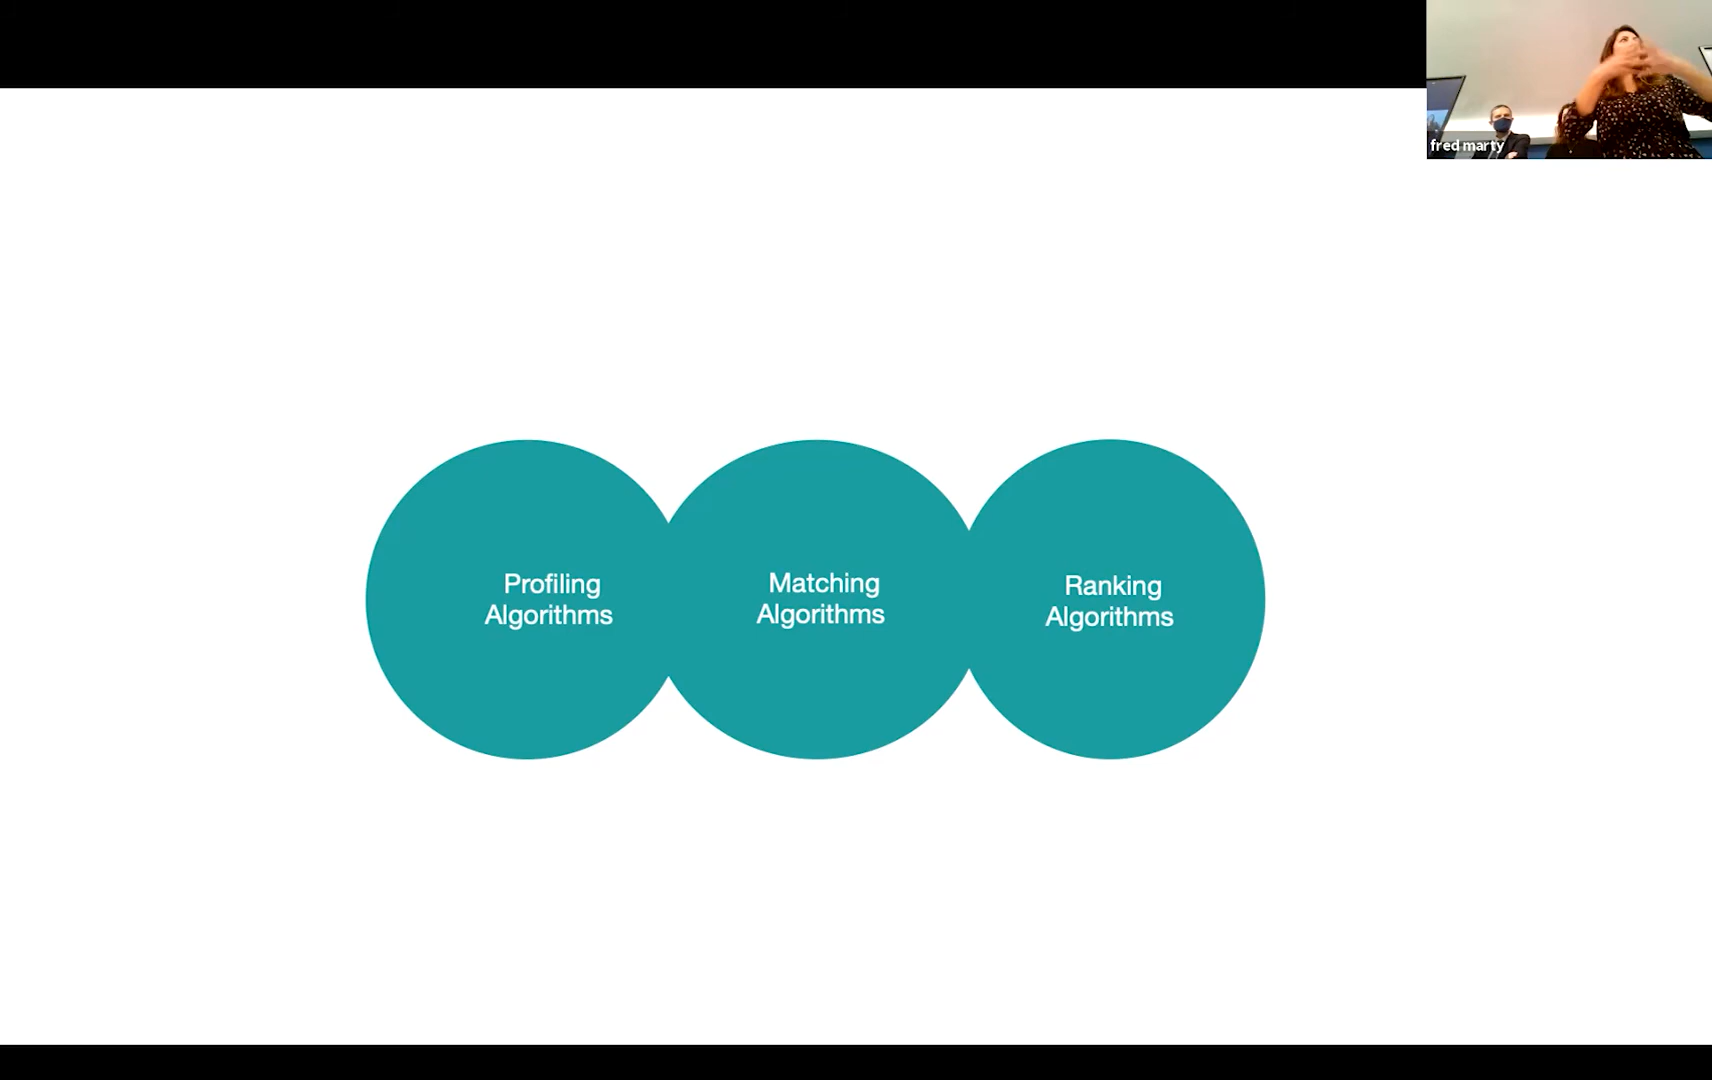 fred marty
Profiling
Algorithms
Matching
Algorithms
Ranking
Algorithms